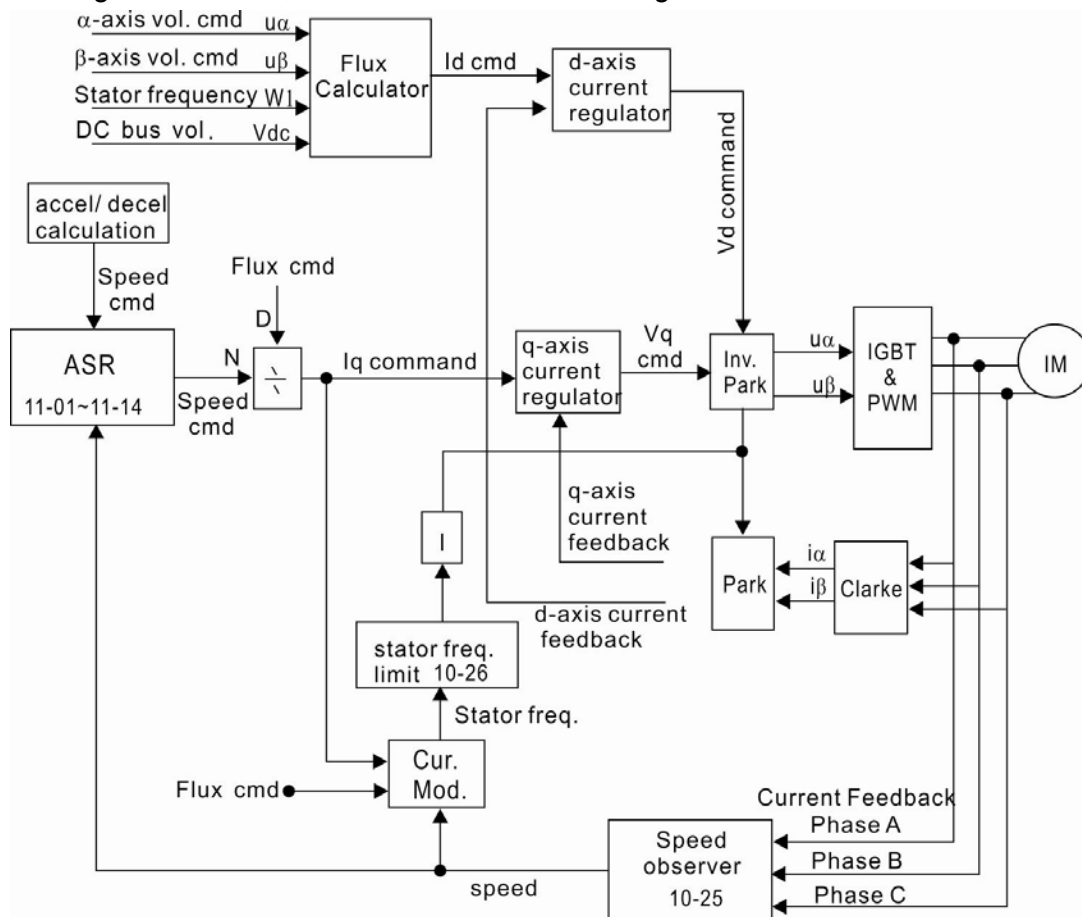 α-axis vol. cmd uα
β-axis vol. cmd uβ
Stator frequency W1
DC bus vol. Vdc
Flux
Calculator
Id cmd
d-axis
current
regulator
Vd command
accel/ decel
calculation
Speed
cmd
Flux cmd
D
ASR
11-01~11-14
N
Speed
cmd
Iq command
q-axis
current
regulator
Vq
cmd
Inv.
Park
uα
uβ
IGBT
&
PWM
IM
q-axis
current
feedback
I
Park
iα
iβ
Clarke
d-axis current
feedback
stator freq.
limit 10-26
Stator freq.
Cur.
Mod.
Flux cmd
Current Feedback
Phase A
Phase B
Phase C
Speed
observer
10-25
speed